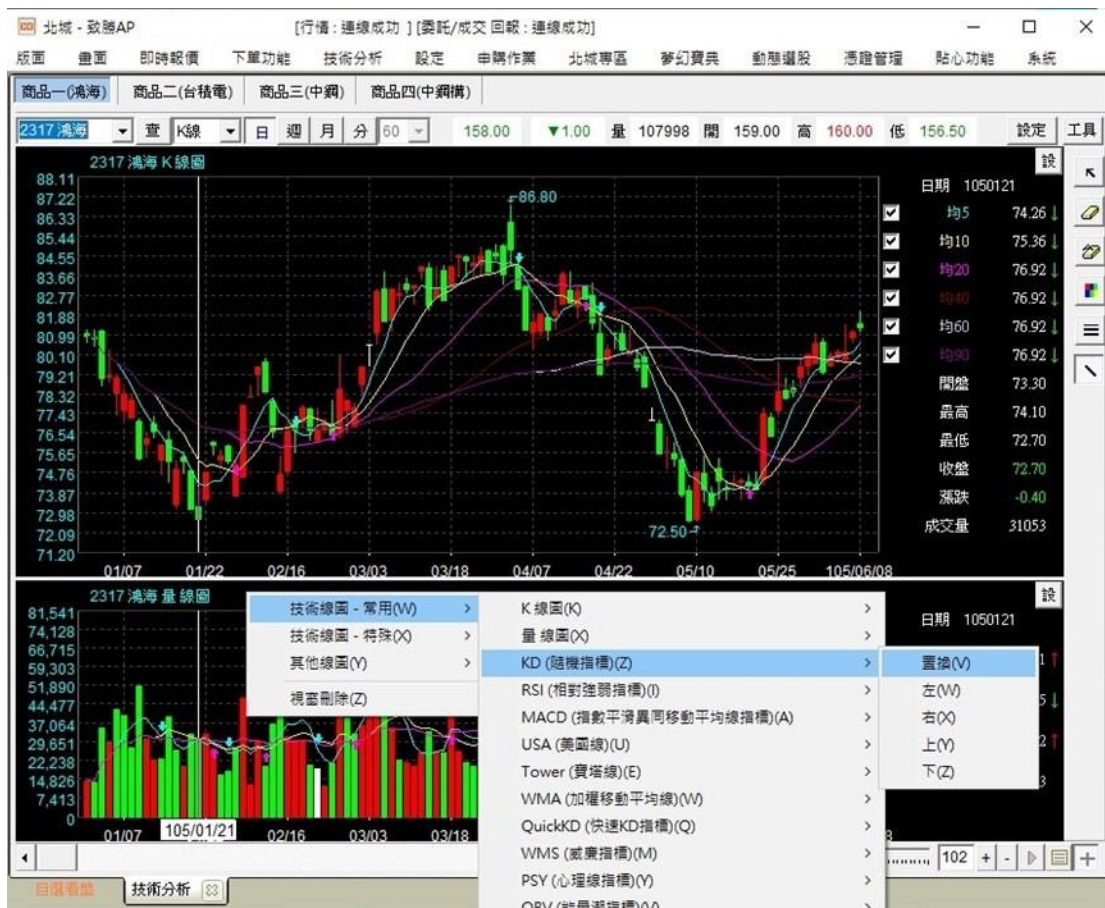 北城 - 致勝AP [行情 : 連線成功 ] [委託/成交 回報 : 連線成功]
版面 畫面 即時報價 下單功能 技術分析 設定 申購作業 北城專區 夢幻寶典 動態選股 憑證管理 貼心功能 系統
商品一(鴻海) 商品二(台積電) 商品三(中鋼) 商品四(中鋼構)
2317 鴻海 查 K線 日 週 月 分 60 158.00 ▼1.00 量 107998 開 159.00 高 160.00 低 156.50 設定 工具
2317 鴻海 K 線圖 設
88.11
87.22
86.33
85.44
84.55
83.66
82.77
81.88
80.99
80.10
79.21
78.32
77.43
76.54
75.65
74.76
73.87
72.98
72.09
71.20
86.80
72.50
日期 1050121
均5 74.26↓
均10 75.36↓
均20 76.92↓
均40 76.92↓
均60 76.92↓
均90 76.92↓
開盤 73.30
最高 74.10
最低 72.70
收盤 72.70
漲跌 -0.40
成交量 31053
01/07 01/22 02/16 03/03 03/18 04/07 04/22 05/10 05/25 105/06/08
2317 鴻海 量 線圖 設
日期 1050121
81,541
74,128
66,715
59,303
51,890
44,477
37,064
29,651
22,238
14,826
7,413
0
技術線圖 - 常用(W)
技術線圖 - 特殊(X)
其他線圖(Y)
視窗刪除(Z)
K 線圖(K)
量 線圖(X)
KD (隨機指標)(Z)
RSI (相對強弱指標)(I)
MACD (指數平滑異同移動平均線指標)(A)
USA (美國線)(U)
Tower (寶塔線)(E)
WMA (加權移動平均線)(W)
QuickKD (快速KD指標)(Q)
WMS (威廉指標)(M)
PSY (心理線指標)(Y)
OBV (能量潮指標)(V)
置換(V)
左(W)
右(X)
上(Y)
下(Z)
1↑
5↓
2↑
3
01/07 105/01/21 02/16 03/03 03/18
102 + -
自選看盤 技術分析